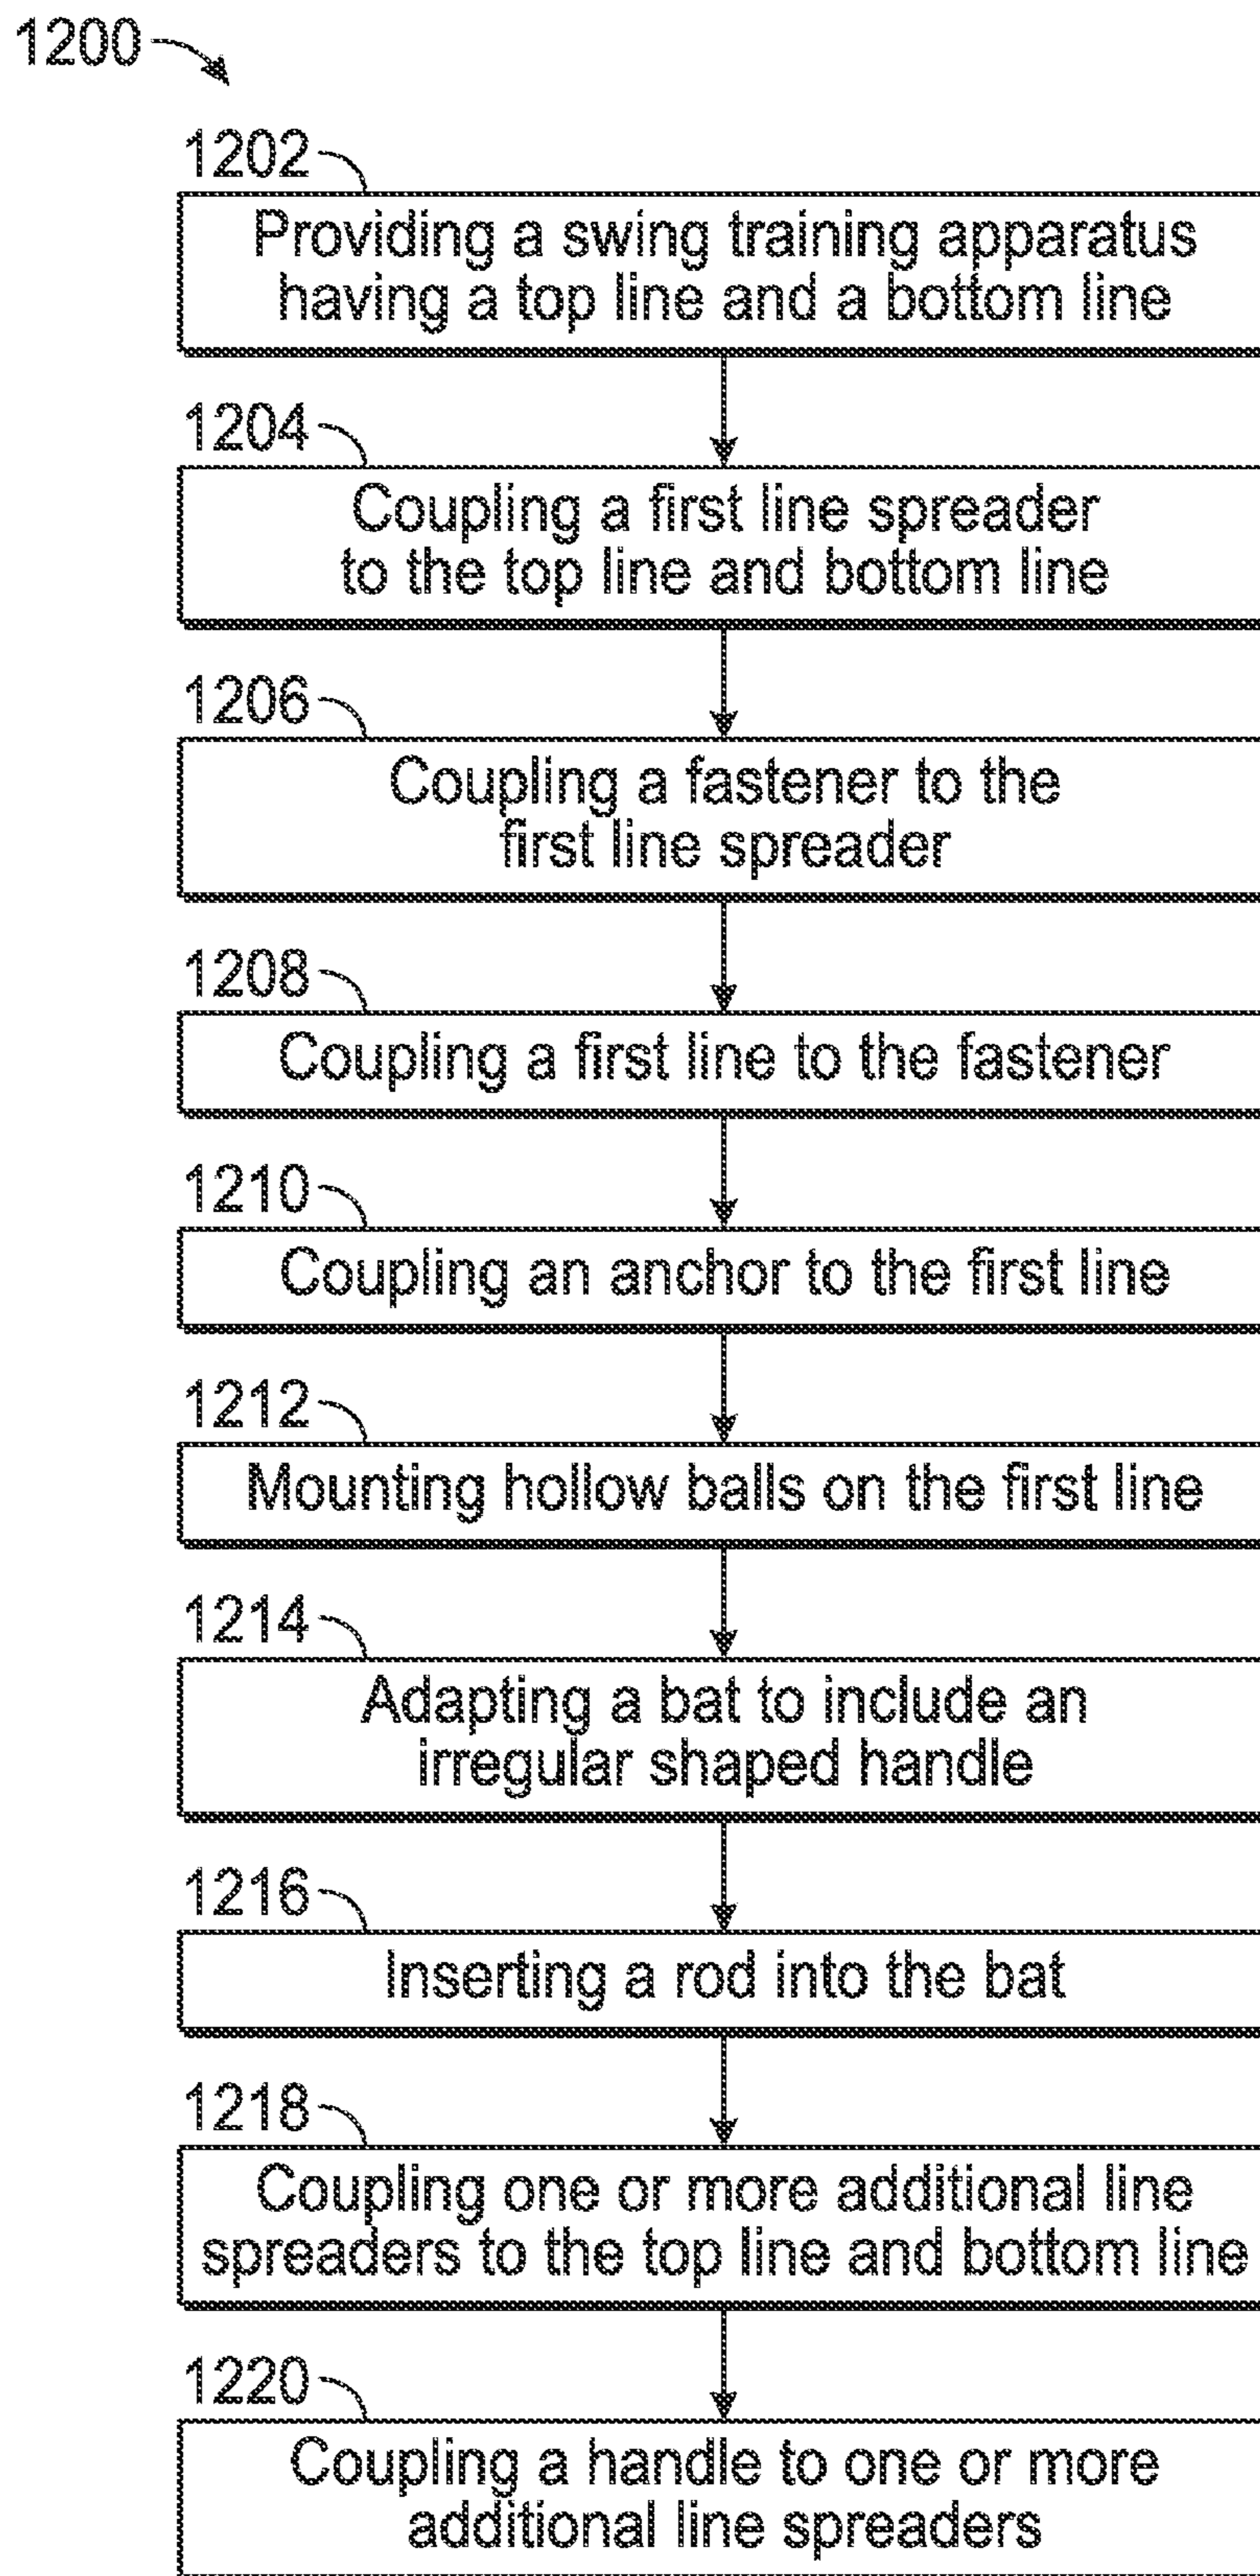 1200
1202
Providing a swing training apparatus
having a top line and a bottom line
1204
Coupling a first line spreader
to the top line and bottom line
1206
Coupling a fastener to the
first line spreader
1208
Coupling a first line to the fastener
1210
Coupling an anchor to the first line
1212
Mounting hollow balls on the first line
1214
Adapting a bat to include an
irregular shaped handle
1216
Inserting a rod into the bat
1218
Coupling one or more additional line
spreaders to the top line and bottom line
1220
Coupling a handle to one or more
additional line spreaders